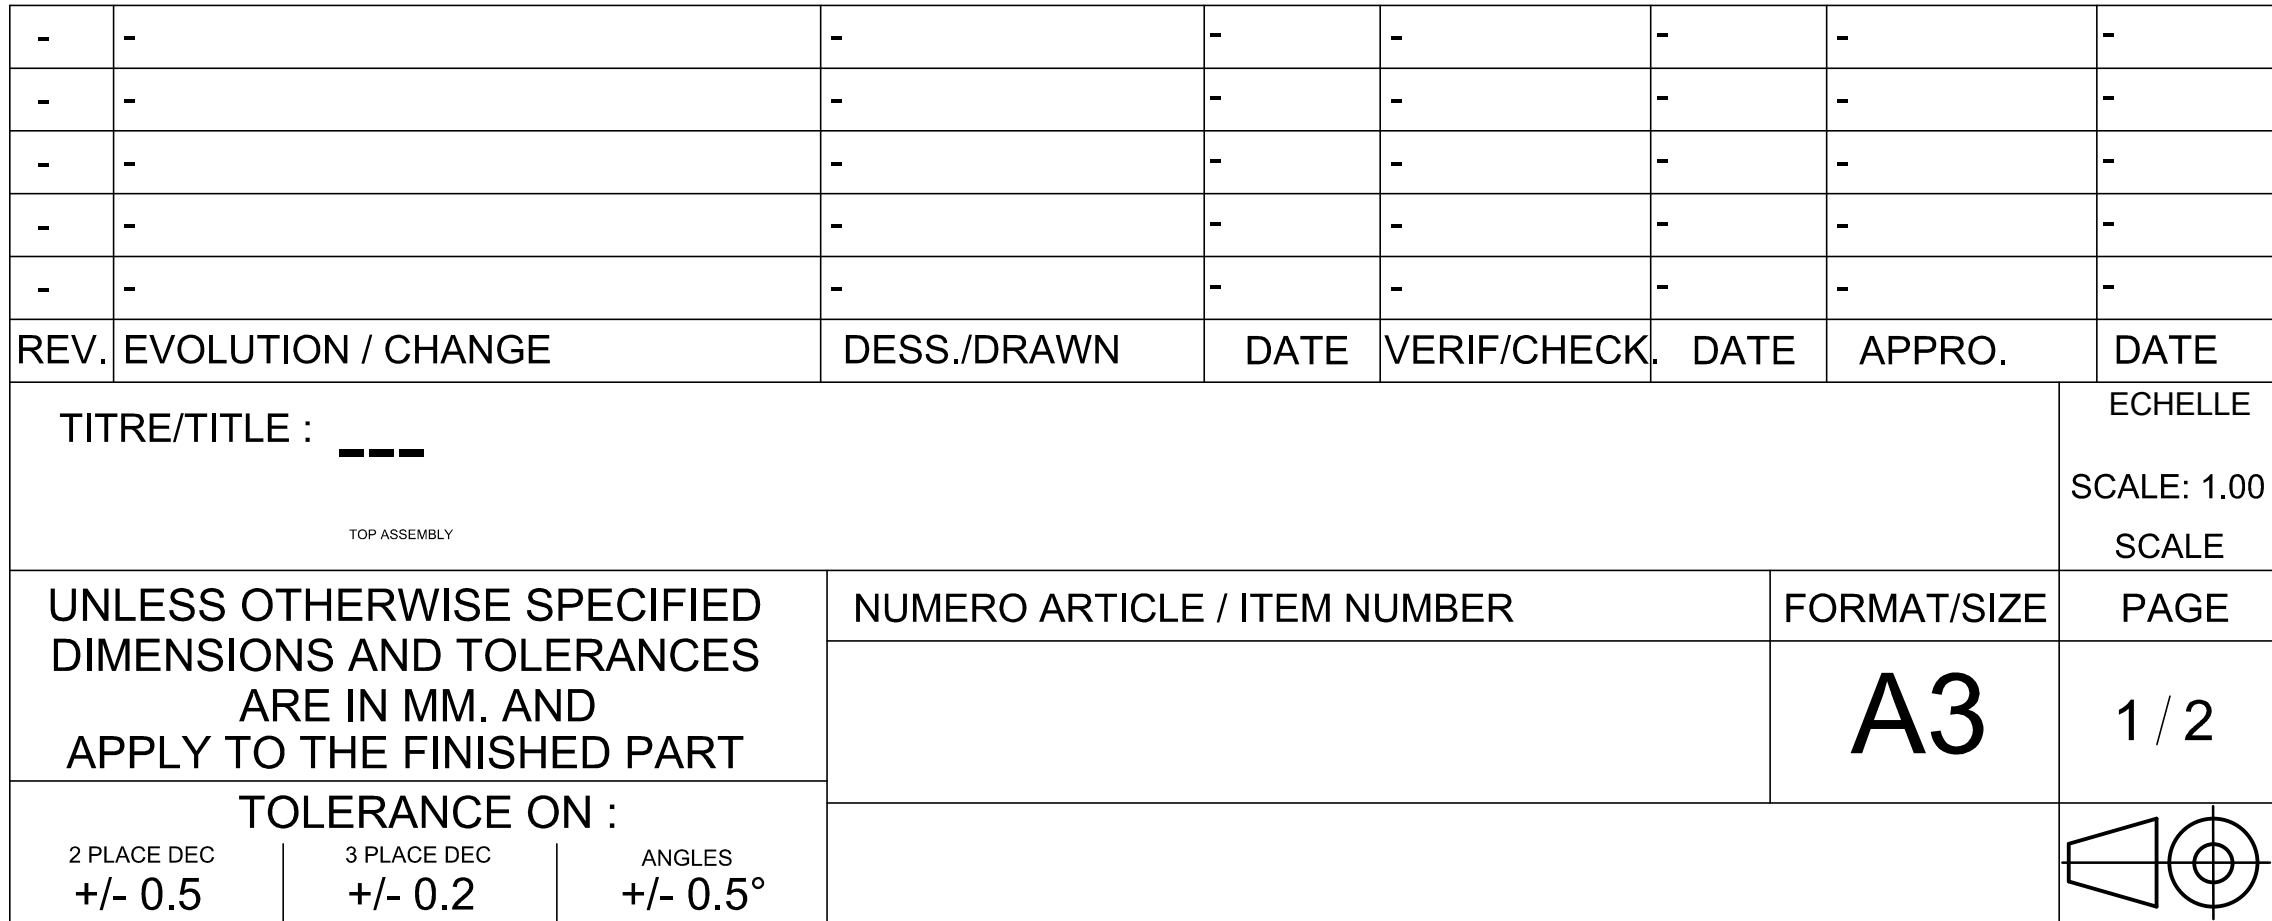 - - - - - - - -
- - - - - - - -
- - - - - - - -
- - - - - - - -
- - - - - - - -
REV. EVOLUTION / CHANGE DESS./DRAWN DATE VERIF/CHECK. DATE APPRO. DATE
TITRE/TITLE : ---
TOP ASSEMBLY
ECHELLE
SCALE: 1.00
SCALE
UNLESS OTHERWISE SPECIFIED
DIMENSIONS AND TOLERANCES
ARE IN MM. AND
APPLY TO THE FINISHED PART
NUMERO ARTICLE / ITEM NUMBER
FORMAT/SIZE
A3
PAGE
1 / 2
TOLERANCE ON :
2 PLACE DEC
+/- 0.5
3 PLACE DEC
+/- 0.2
ANGLES
+/- 0.5°